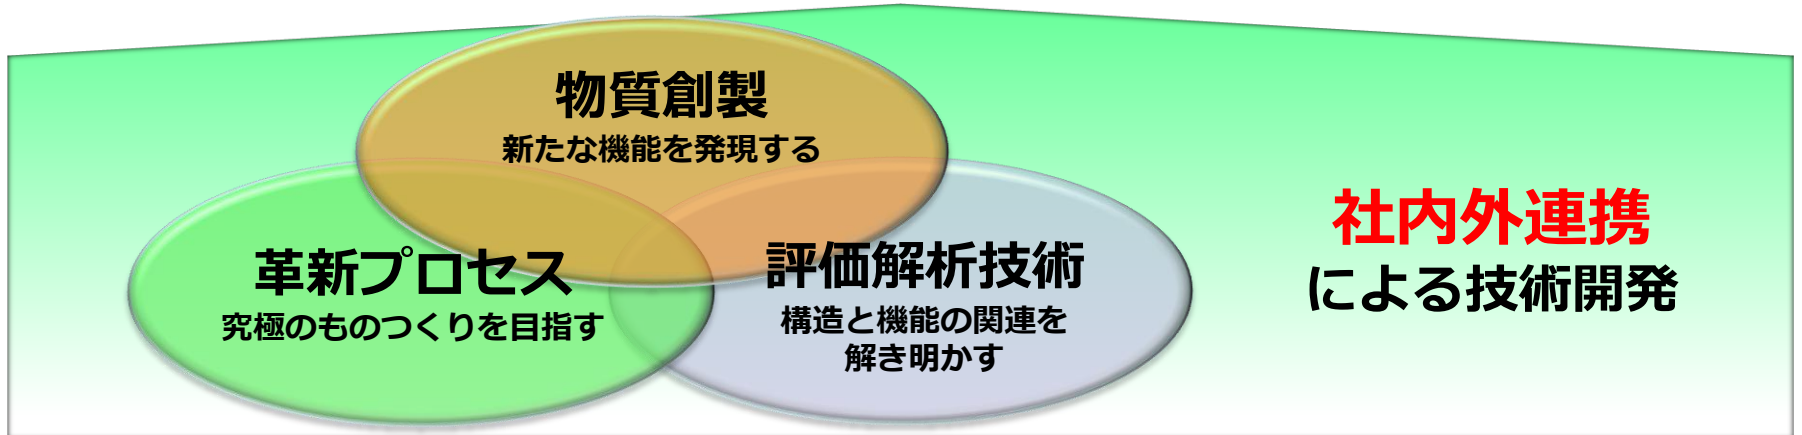 物質創製
新たな機能を発現する
革新プロセス
究極のものつくりを目指す
評価解析技術
構造と機能の関連を
解き明かす
社内外連携
による技術開発